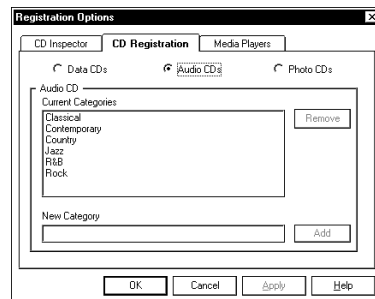 Registration Options
CD Inspector CD Registration Media Players
Data CDs Audio CDs Photo CDs
Audio CD
Current Categories
Classical
Contemporary
Country
Jazz
R&B
Rock
Remove
New Category
Add
OK Cancel Apply Help